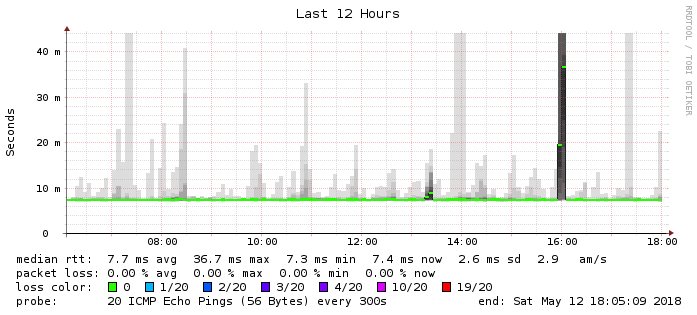 Last 12 Hours
RRDTOOL / TOBI OETIKER
Seconds
40 m
30 m
20 m
10 m
0
08:00 10:00 12:00 14:00 16:00 18:00
median rtt: 7.7 ms avg 36.7 ms max 7.3 ms min 7.4 ms now 2.6 ms sd 2.9 am/s
packet loss: 0.00 % avg 0.00 % max 0.00 % min 0.00 % now
loss color: 0 1/20 2/20 3/20 4/20 10/20 19/20
probe: 20 ICMP Echo Pings (56 Bytes) every 300s end: Sat May 12 18:05:09 2018